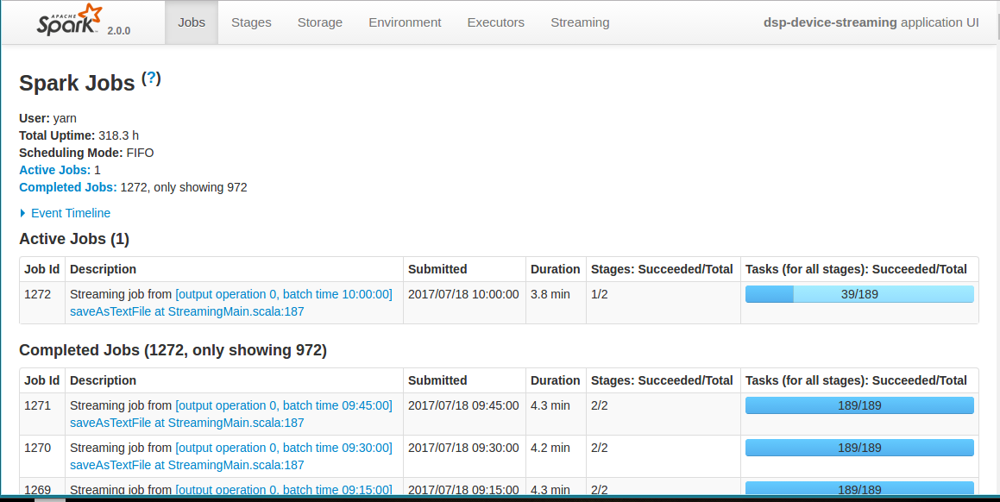 APACHE
Spark 2.0.0 Jobs Stages Storage Environment Executors Streaming dsp-device-streaming application UI
Spark Jobs (?)
User: yarn
Total Uptime: 318.3 h
Scheduling Mode: FIFO
Active Jobs: 1
Completed Jobs: 1272, only showing 972
Event Timeline
Active Jobs (1)
Job Id Description Submitted Duration Stages: Succeeded/Total Tasks (for all stages): Succeeded/Total
1272 Streaming job from [output operation 0, batch time 10:00:00] 2017/07/18 10:00:00 3.8 min 1/2 39/189
saveAsTextFile at StreamingMain.scala:187
Completed Jobs (1272, only showing 972)
Job Id Description Submitted Duration Stages: Succeeded/Total Tasks (for all stages): Succeeded/Total
1271 Streaming job from [output operation 0, batch time 09:45:00] 2017/07/18 09:45:00 4.3 min 2/2 189/189
saveAsTextFile at StreamingMain.scala:187
1270 Streaming job from [output operation 0, batch time 09:30:00] 2017/07/18 09:30:00 4.2 min 2/2 189/189
saveAsTextFile at StreamingMain.scala:187
1269 Streaming job from [output operation 0, batch time 09:15:00] 2017/07/18 09:15:00 4.3 min 2/2 189/189